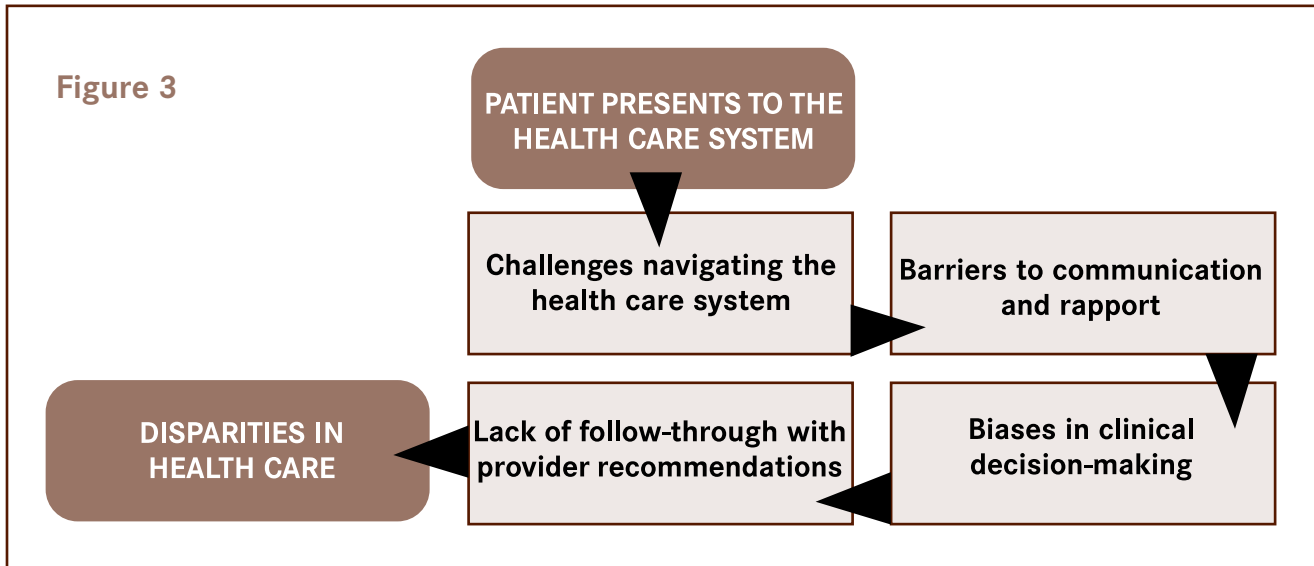 Figure 3
PATIENT PRESENTS TO THE
HEALTH CARE SYSTEM
Challenges navigating the
health care system
Barriers to communication
and rapport
Biases in clinical
decision-making
Lack of follow-through with
provider recommendations
DISPARITIES IN
HEALTH CARE